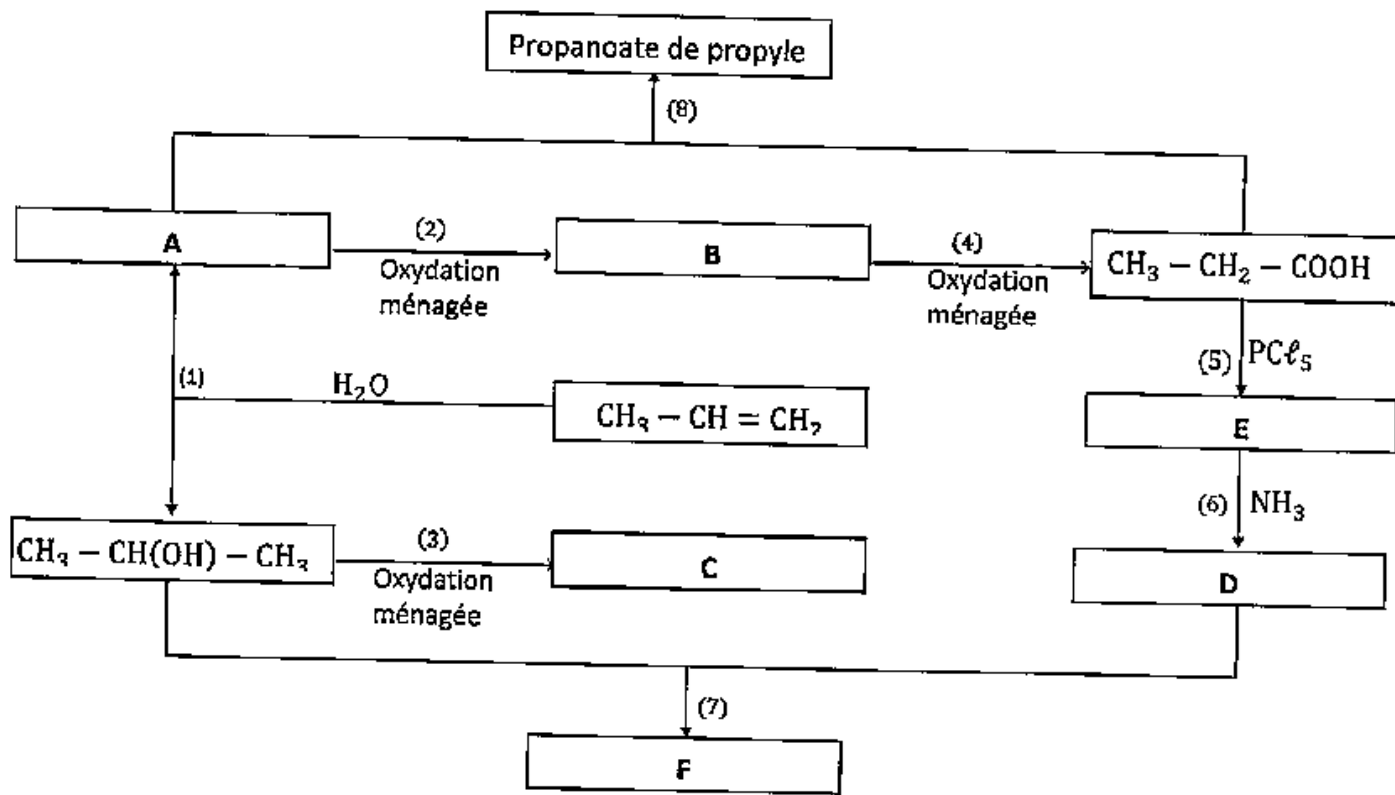 Propanoate de propyle
(8)
A
(2)
Oxydation
ménagée
B
(4)
Oxydation
ménagée
CH₃ − CH₂ − COOH
(5) PCℓ₅
(1)
H₂O
CH₃ − CH = CH₂
E
(6) NH₃
CH₃ − CH(OH) − CH₃
(3)
Oxydation
ménagée
C
D
(7)
F